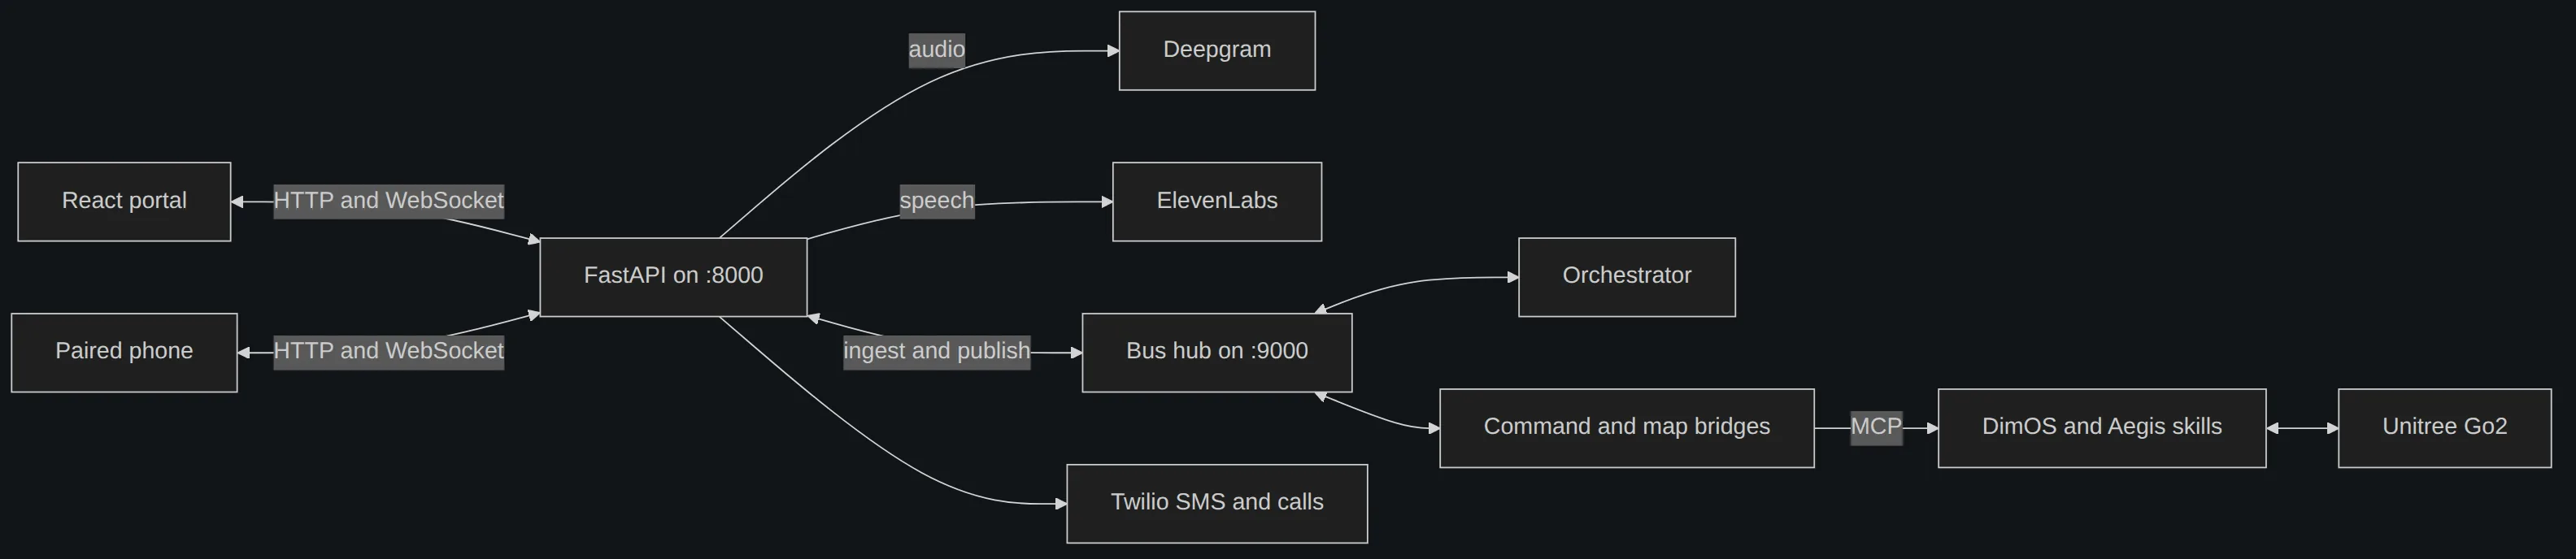 audio
Deepgram
React portal
HTTP and WebSocket
speech
ElevenLabs
FastAPI on :8000
Orchestrator
Paired phone
HTTP and WebSocket
ingest and publish
Bus hub on :9000
Command and map bridges
MCP
DimOS and Aegis skills
Unitree Go2
Twilio SMS and calls